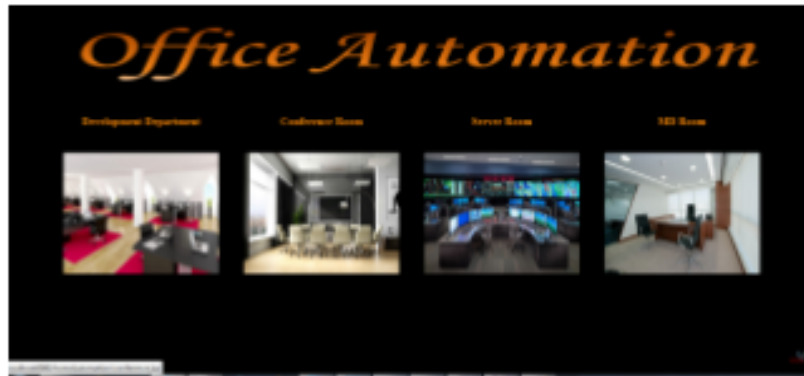 Office Automation
Development Department
Conference Room
Server Room
MD Room